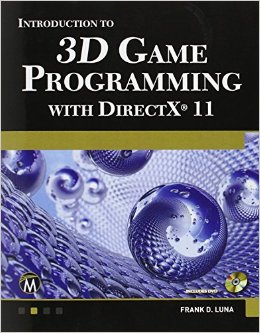 INTRODUCTION TO
3D GAME
PROGRAMMING
WITH DIRECTX® 11
INCLUDES DVD
M
FRANK D. LUNA